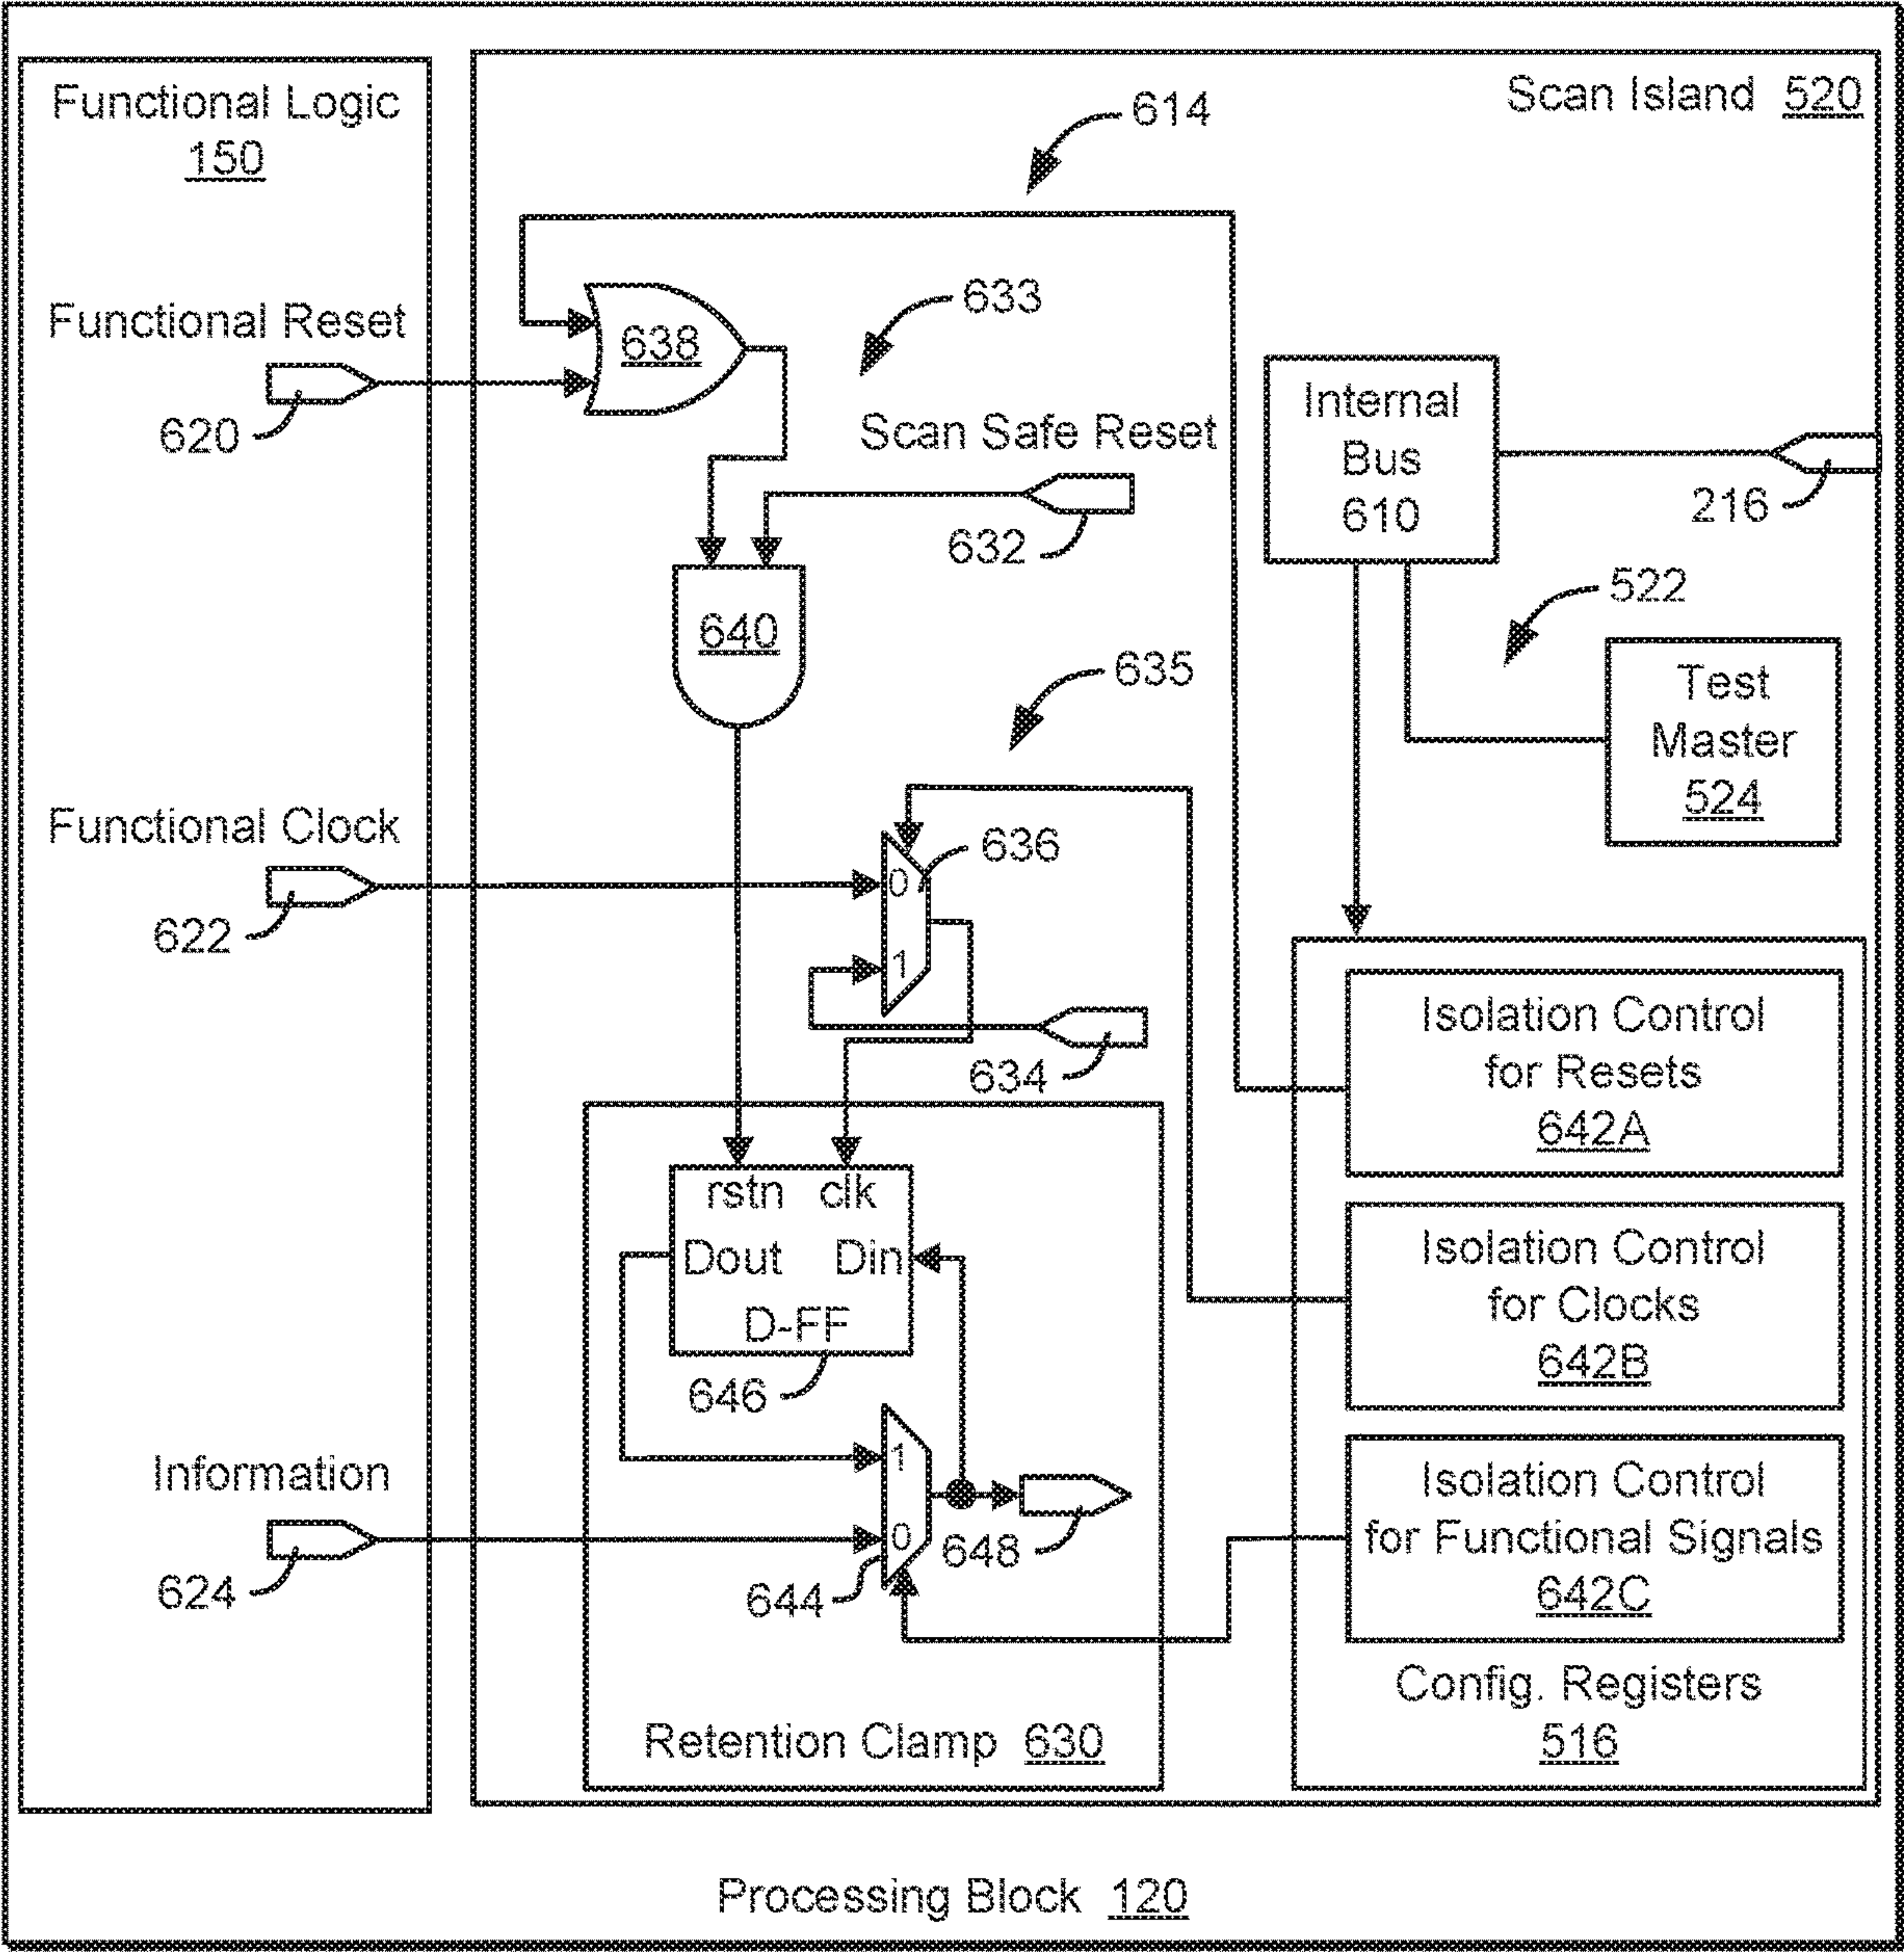 Functional Logic
150
Scan Island 520
614
Functional Reset
620
638
633
Scan Safe Reset
632
Internal
Bus
610
216
522
640
635
Test
Master
524
Functional Clock
622
636
0
1
634
Isolation Control
for Resets
642A
rstn clk
Dout Din
D-FF
646
Isolation Control
for Clocks
642B
Information
624
1
0
644
648
Isolation Control
for Functional Signals
642C
Config. Registers
516
Retention Clamp 630
Processing Block 120